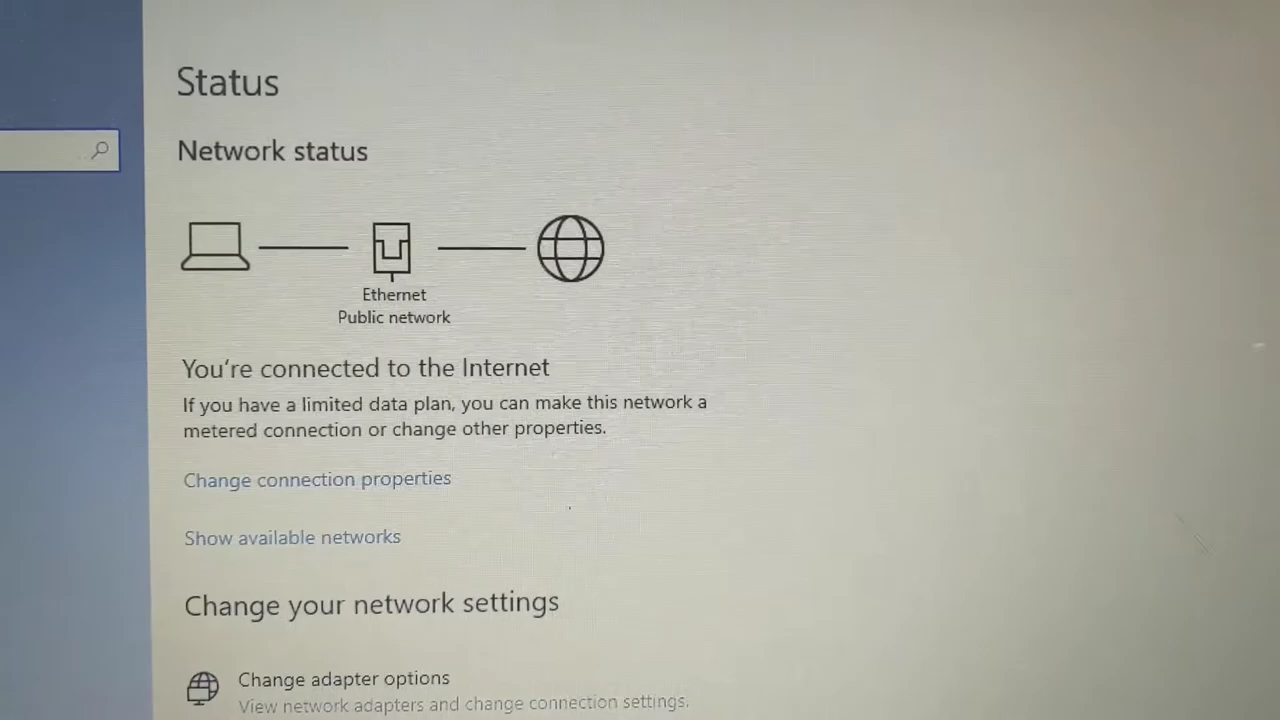 Status
Network status
Ethernet
Public network
You're connected to the Internet
If you have a limited data plan, you can make this network a
metered connection or change other properties.
Change connection properties
Show available networks
Change your network settings
Change adapter options
View network adapters and change connection settings.